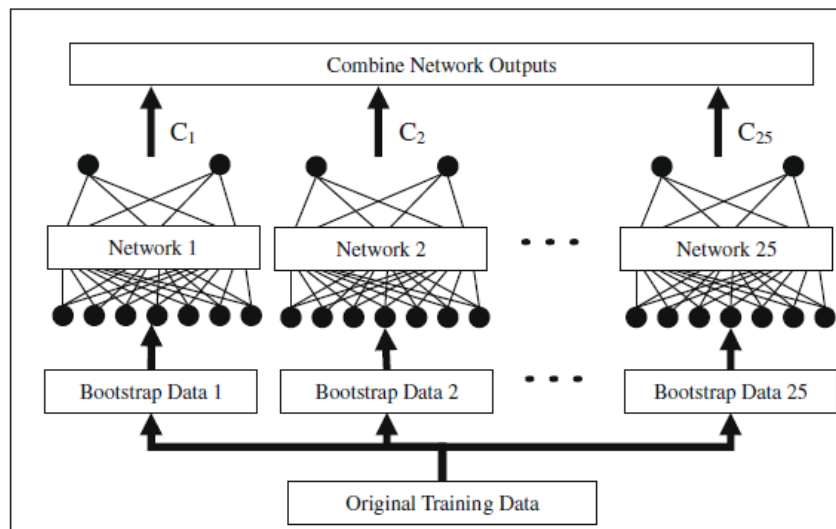 Combine Network Outputs
C1 C2 C25
Network 1 Network 2 . . . Network 25
Bootstrap Data 1 Bootstrap Data 2 . . . Bootstrap Data 25
Original Training Data